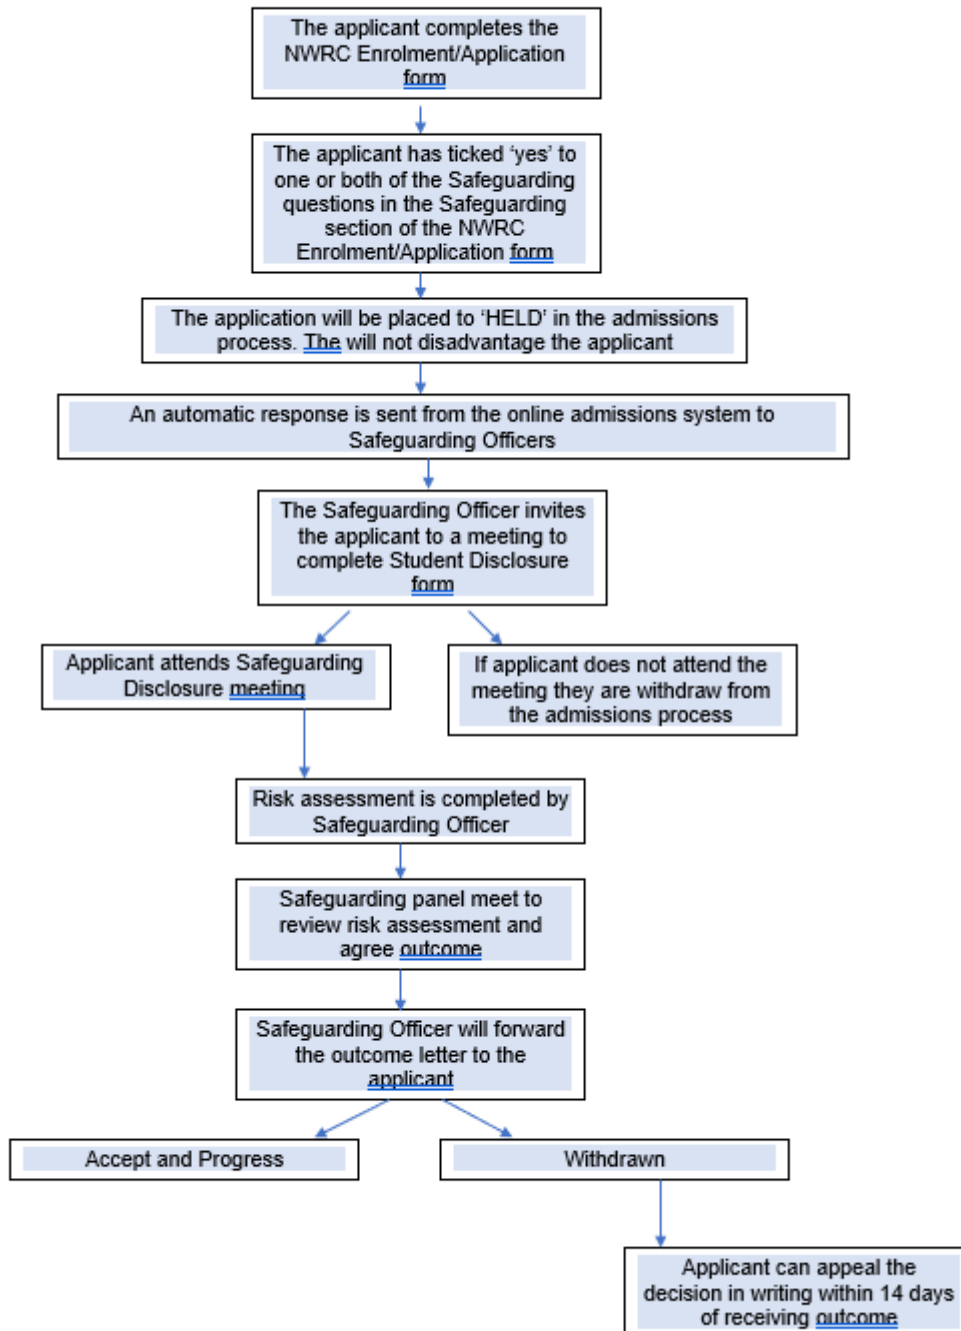 The applicant completes the
NWRC Enrolment/Application
form
The applicant has ticked ‘yes’ to
one or both of the Safeguarding
questions in the Safeguarding
section of the NWRC
Enrolment/Application form
The application will be placed to ‘HELD’ in the admissions
process. The will not disadvantage the applicant
An automatic response is sent from the online admissions system to
Safeguarding Officers
The Safeguarding Officer invites
the applicant to a meeting to
complete Student Disclosure
form
Applicant attends Safeguarding
Disclosure meeting
If applicant does not attend the
meeting they are withdraw from
the admissions process
Risk assessment is completed by
Safeguarding Officer
Safeguarding panel meet to
review risk assessment and
agree outcome
Safeguarding Officer will forward
the outcome letter to the
applicant
Accept and Progress
Withdrawn
Applicant can appeal the
decision in writing within 14 days
of receiving outcome